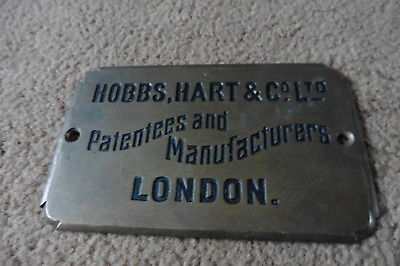 HOBBS, HART & Co LTD
Patentees and
Manufacturers
LONDON.